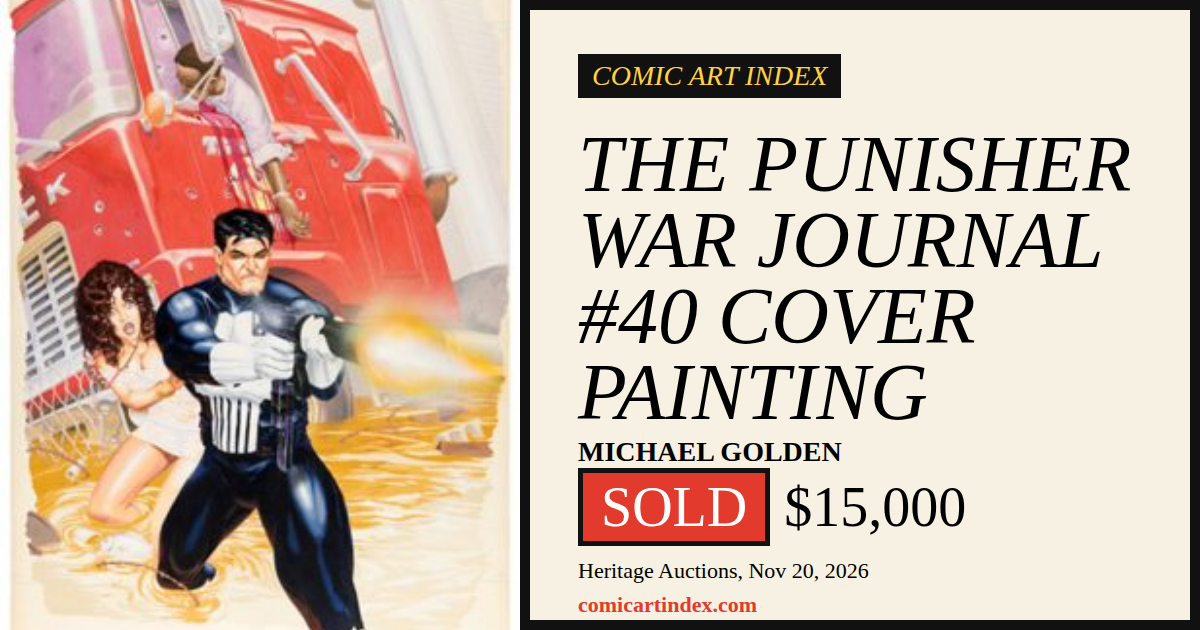 COMIC ART INDEX
THE PUNISHER
WAR JOURNAL
#40 COVER
PAINTING
MICHAEL GOLDEN
SOLD $15,000
Heritage Auctions, Nov 20, 2026
comicartindex.com